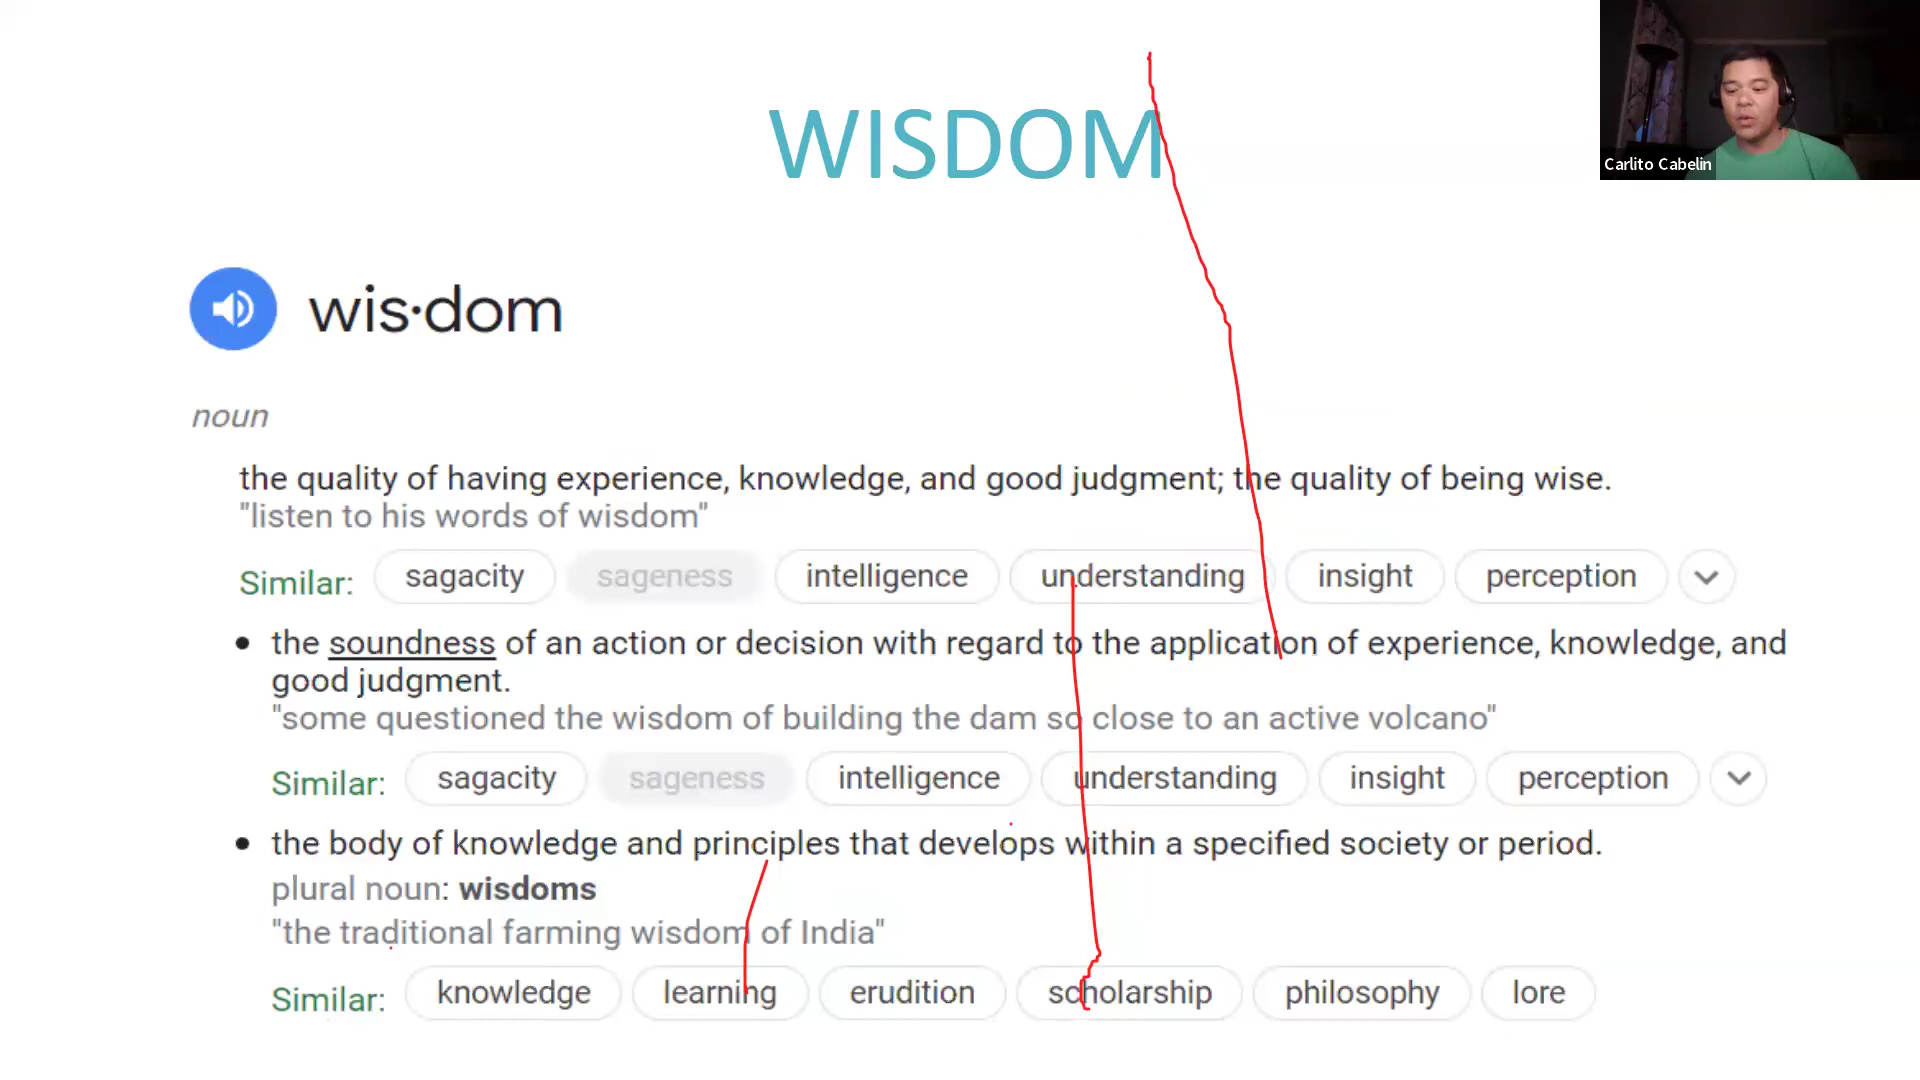 WISDOM
Carlito Cabelin
wis·dom
noun
the quality of having experience, knowledge, and good judgment; the quality of being wise.
"listen to his words of wisdom"
Similar: sagacity sageness intelligence understanding insight perception
• the soundness of an action or decision with regard to the application of experience, knowledge, and
good judgment.
"some questioned the wisdom of building the dam so close to an active volcano"
Similar: sagacity sageness intelligence understanding insight perception
• the body of knowledge and principles that develops within a specified society or period.
plural noun: wisdoms
"the traditional farming wisdom of India"
Similar: knowledge learning erudition scholarship philosophy lore